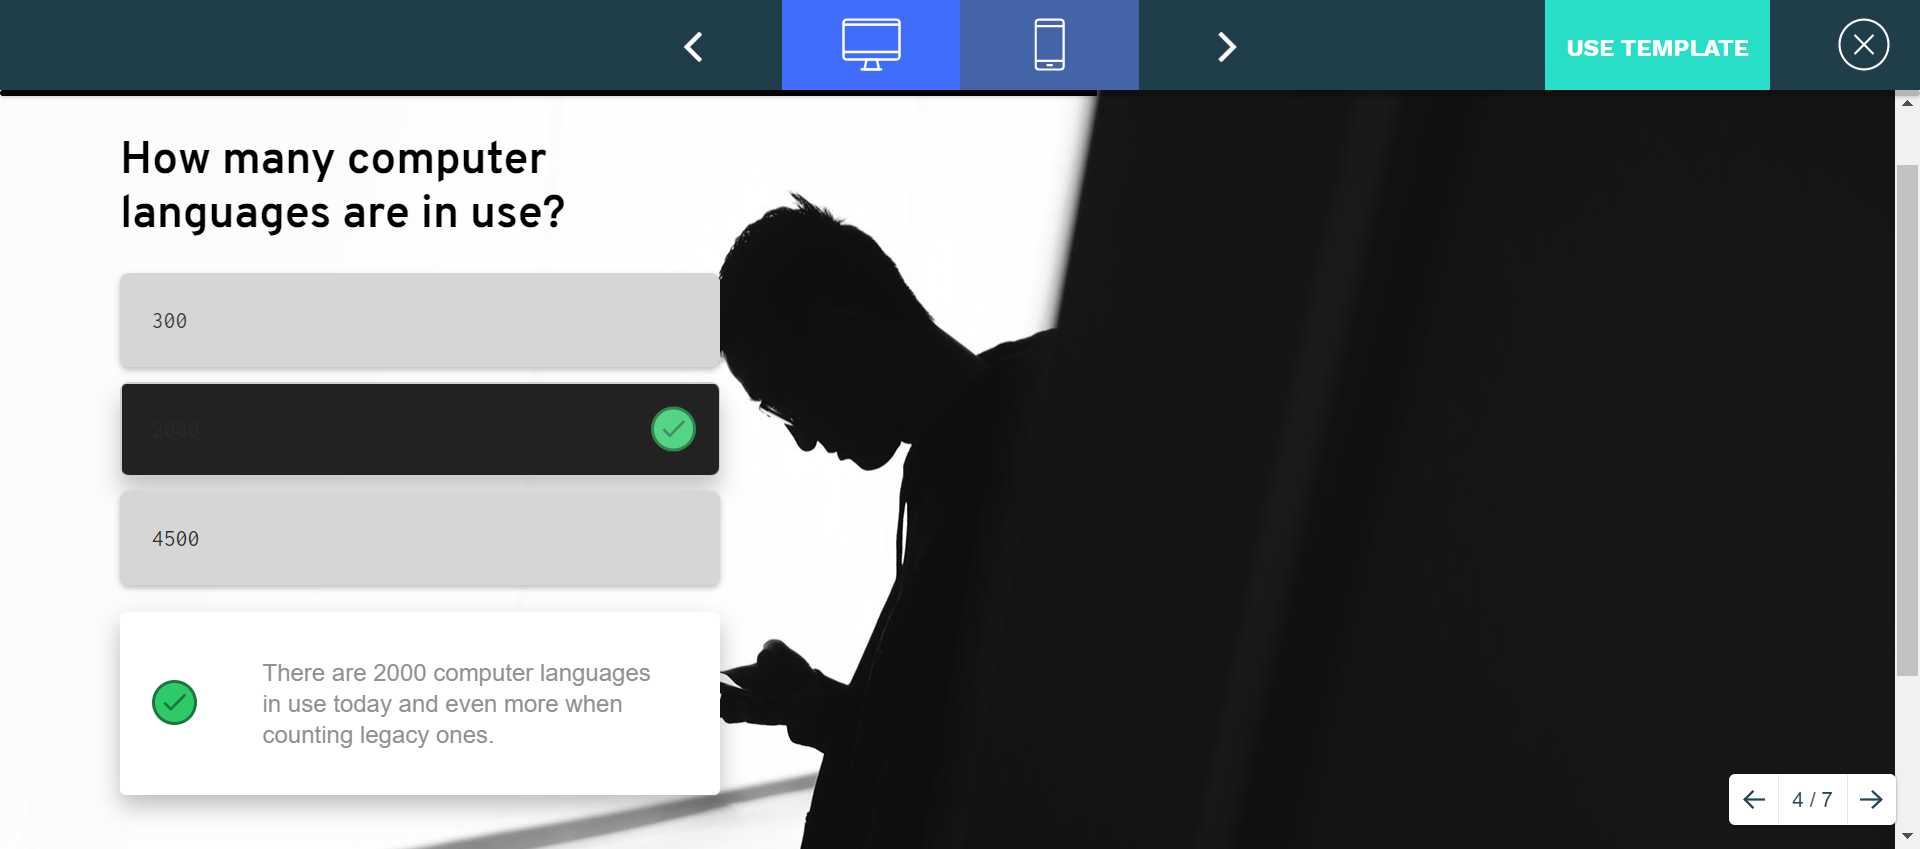 USE TEMPLATE
How many computer
languages are in use?
300
2000
4500
There are 2000 computer languages
in use today and even more when
counting legacy ones.
4 / 7